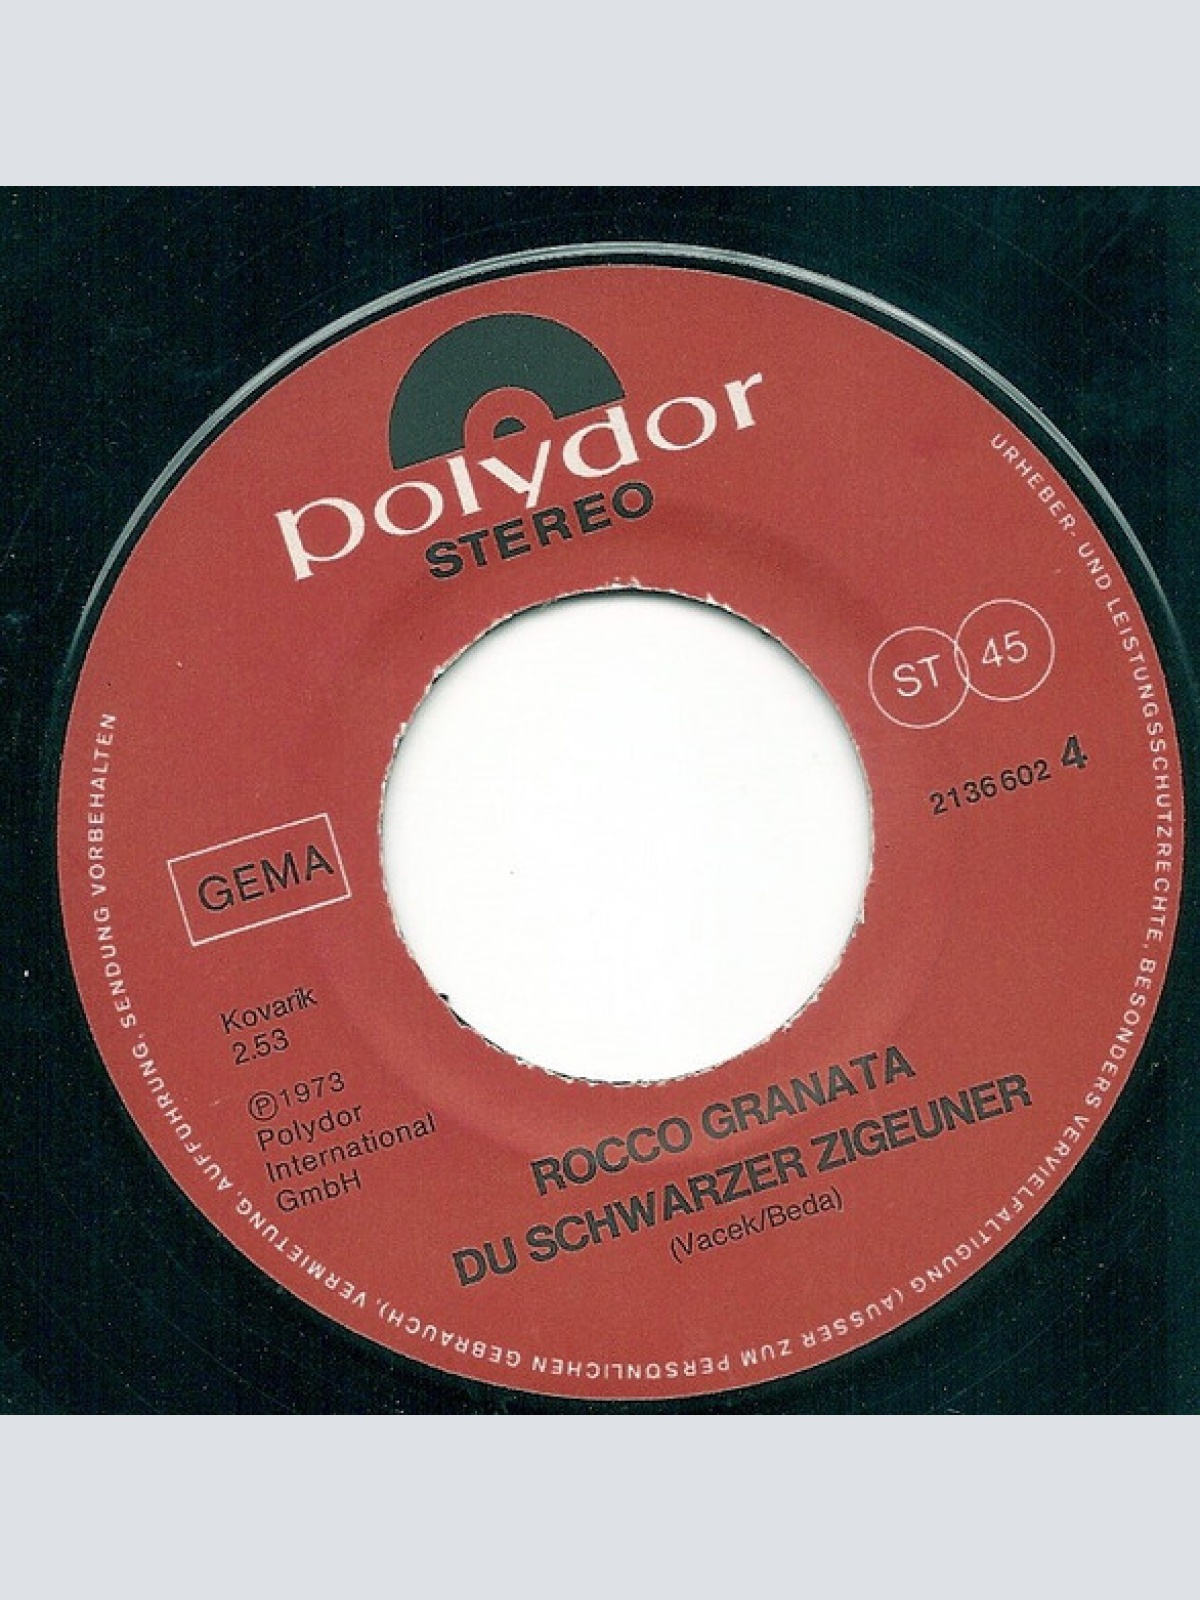 polydor
STEREO
ST 45
2136 602 4
GEMA
Kovarik
2.53
Ⓟ1973
Polydor
International
GmbH
ROCCO GRANATA
DU SCHWARZER ZIGEUNER
(Vacek/Beda)
URHEBER- UND LEISTUNGSSCHUTZRECHTE, BESONDERS VERVIELFÄLTIGUNG (AUSSER ZUM PERSÖNLICHEN GEBRAUCH), VERMIETUNG, AUFFÜHRUNG, SENDUNG VORBEHALTEN